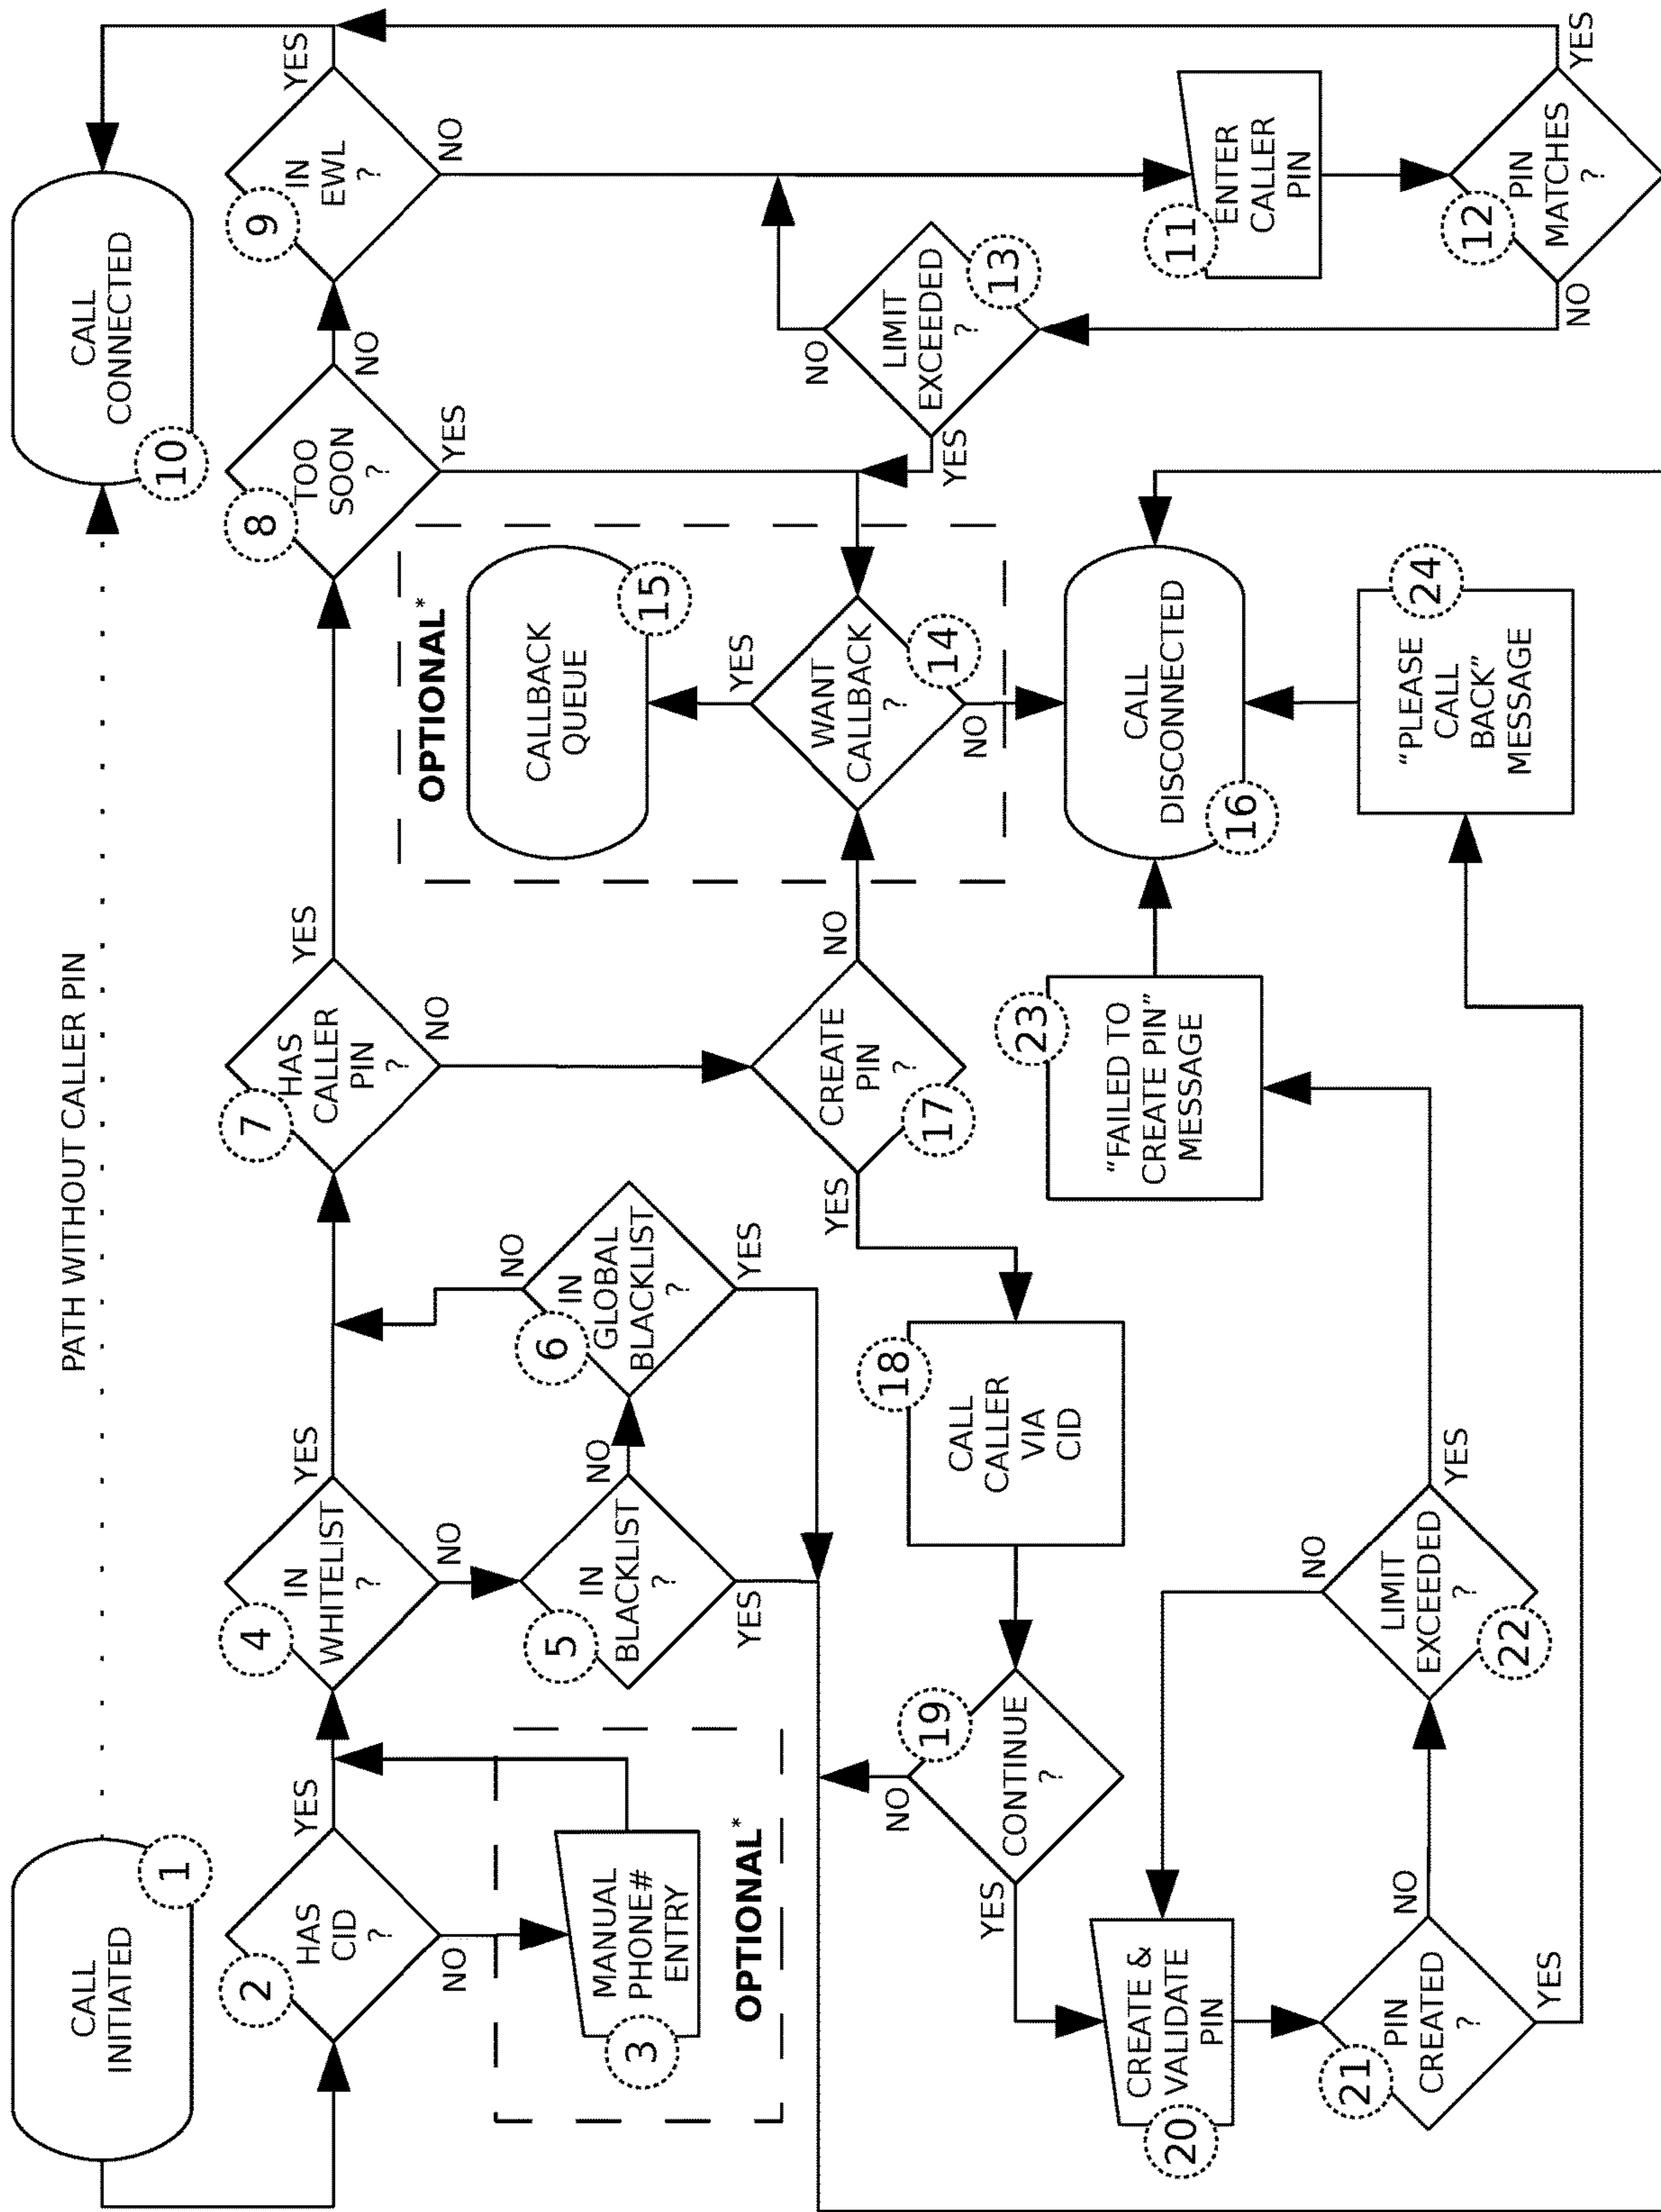 PATH WITHOUT CALLER PIN
CALL
INITIATED
1
CALL
CONNECTED
10
HAS
CID
?
2
YES
NO
IN
WHITELIST
?
4
YES
NO
HAS
CALLER
PIN
?
7
YES
NO
TOO
SOON
?
8
NO
YES
IN
EWL
?
9
YES
NO
MANUAL
PHONE#
ENTRY
3
OPTIONAL*
IN
BLACKLIST
?
5
NO
YES
IN
GLOBAL
BLACKLIST
?
6
NO
YES
OPTIONAL*
CALLBACK
QUEUE
15
YES
WANT
CALLBACK
?
14
NO
CREATE
PIN
?
17
YES
NO
LIMIT
EXCEEDED
?
13
NO
YES
ENTER
CALLER
PIN
11
PIN
MATCHES
?
12
NO
YES
CALL
CALLER
VIA
CID
18
CONTINUE
?
19
NO
YES
"FAILED TO
CREATE PIN"
MESSAGE
23
CALL
DISCONNECTED
16
CREATE &
VALIDATE
PIN
20
PIN
CREATED
?
21
NO
YES
LIMIT
EXCEEDED
?
22
NO
YES
"PLEASE
CALL
BACK"
MESSAGE
24